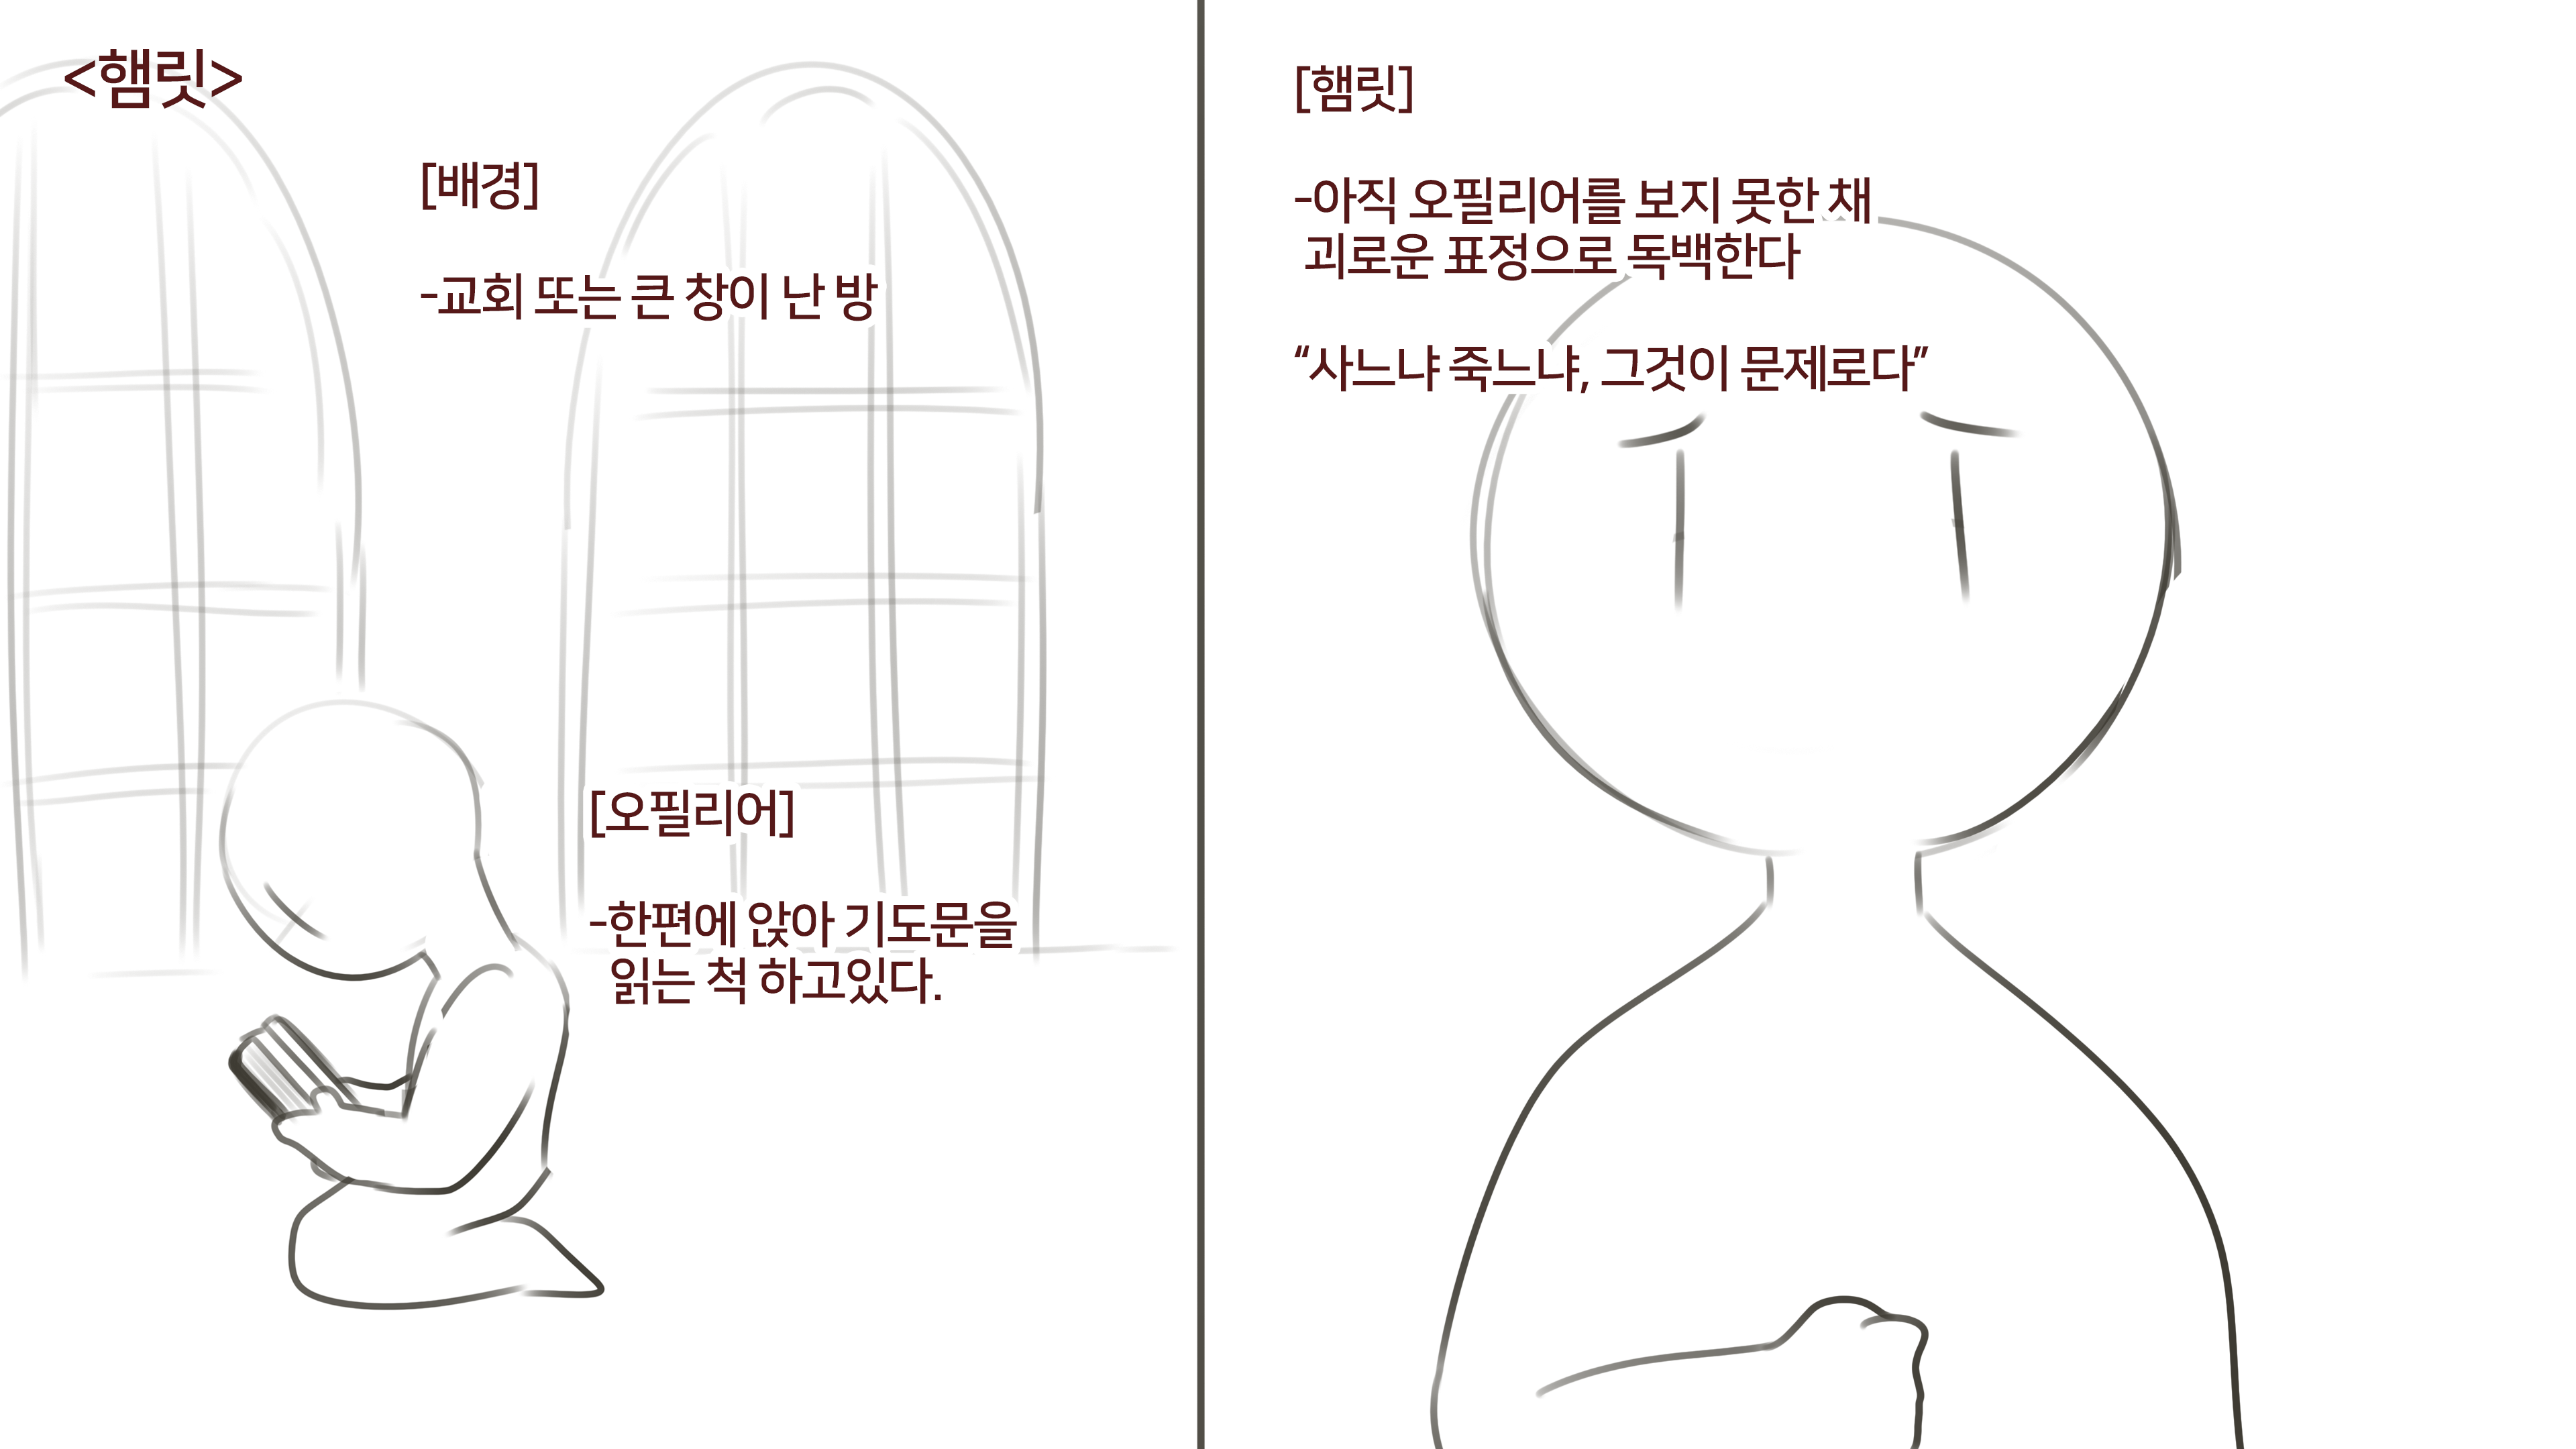 <햄릿>
[배경]
-교회 또는 큰 창이 난 방
[오필리어]
-한편에 앉아 기도문을
읽는 척 하고있다.
[햄릿]
-아직 오필리어를 보지 못한 채
괴로운 표정으로 독백한다
“사느냐 죽느냐, 그것이 문제로다”